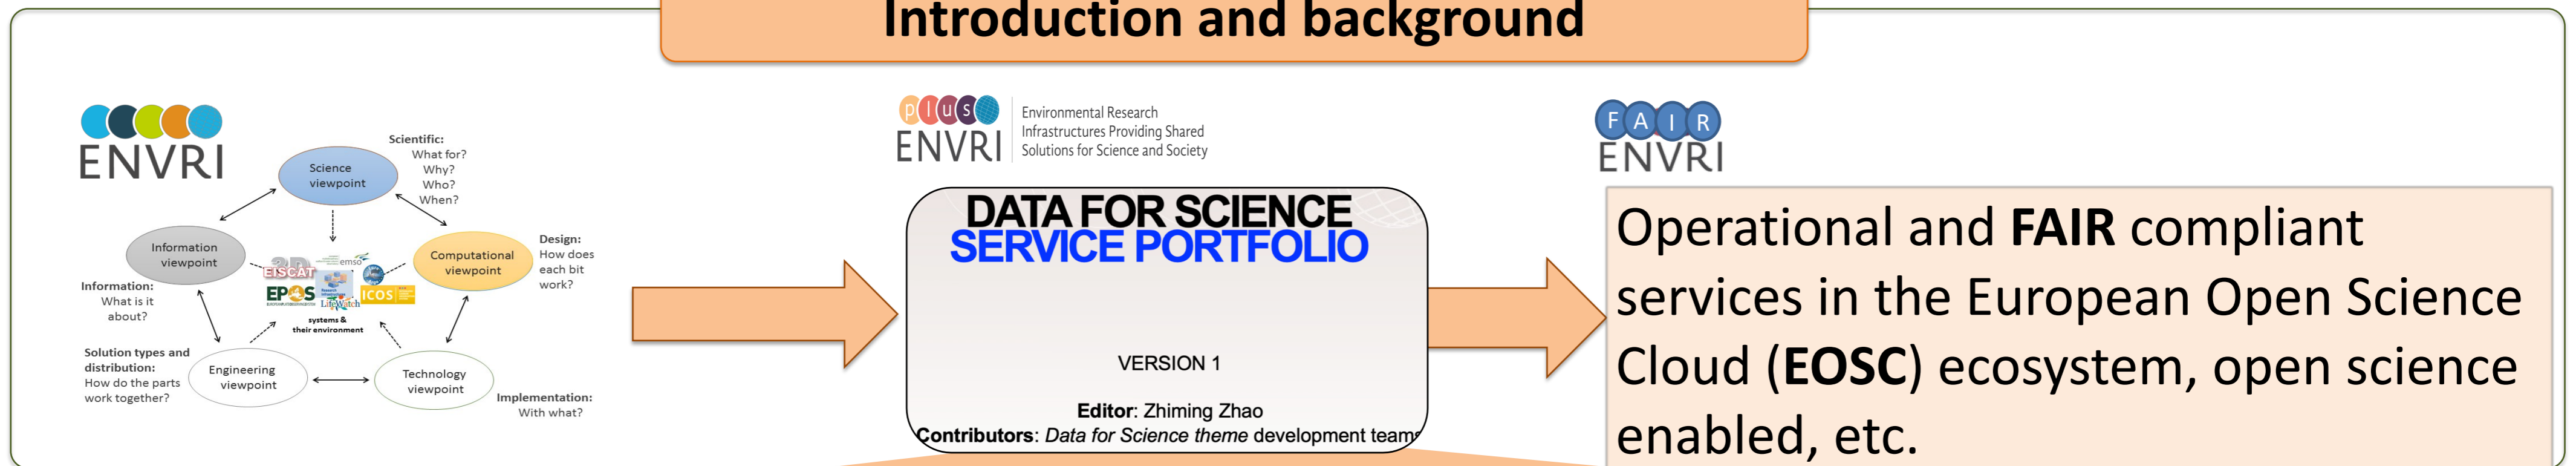 Introduction and background
ENVRI
Scientific:
What for?
Why?
Who?
When?
Science
viewpoint
Information
viewpoint
Computational
viewpoint
Design:
How does
each bit
work?
Information:
What is it
about?
EISCAT
emso
EPOS
LifeWatch
ICOS
systems &
their environment
Solution types and
distribution:
How do the parts
work together?
Engineering
viewpoint
Technology
viewpoint
Implementation:
With what?
plus
ENVRI
Environmental Research
Infrastructures Providing Shared
Solutions for Science and Society
DATA FOR SCIENCE
SERVICE PORTFOLIO
VERSION 1
Editor: Zhiming Zhao
Contributors: Data for Science theme development teams
FAIR
ENVRI
Operational and FAIR compliant
services in the European Open Science
Cloud (EOSC) ecosystem, open science
enabled, etc.